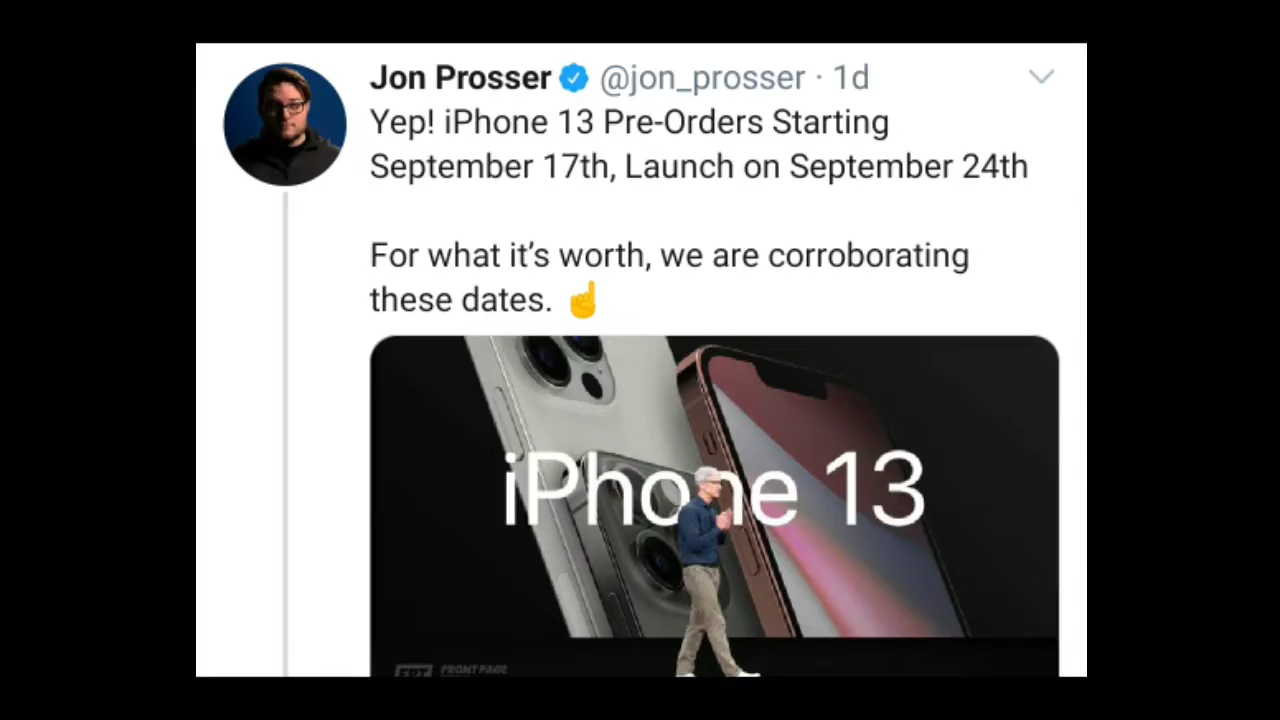 Jon Prosser @jon_prosser · 1d
Yep! iPhone 13 Pre-Orders Starting
September 17th, Launch on September 24th
For what it's worth, we are corroborating
these dates. ☝️
iPhone 13
FPT FRONT PAGE